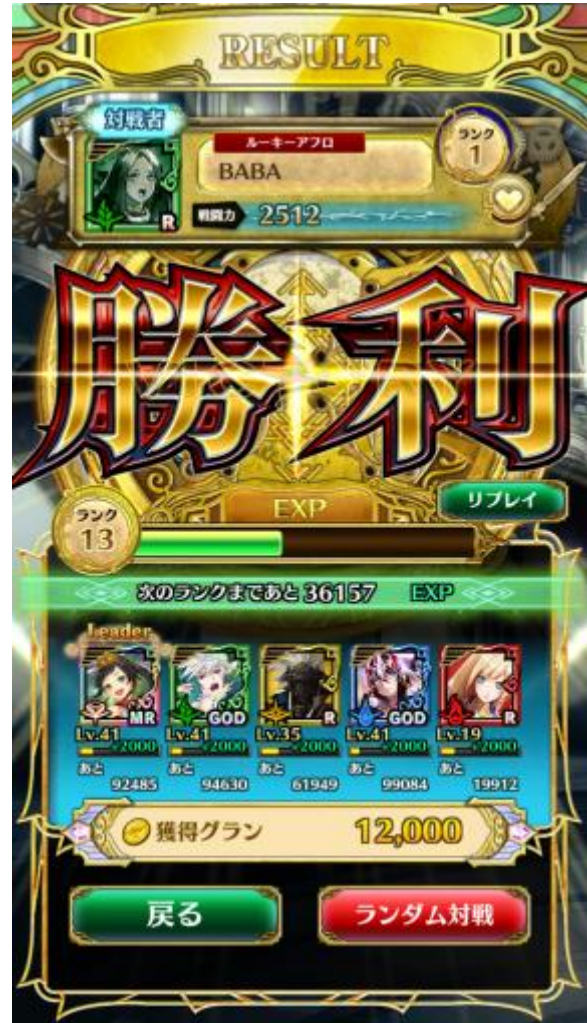 RESULT
対戦者
ルーキーアフロ
BABA
ランク
1
R
戦闘力
2512
勝利
リプレイ
EXP
ランク
13
次のランクまであと 36157 EXP
Leader
MR GOD R GOD R
Lv.41 Lv.41 Lv.35 Lv.41 Lv.19
+2000 +2000 +2000 +2000 +2000
あと あと あと あと あと
92485 94630 61949 99084 19912
獲得グラン 12,000
戻る ランダム対戦